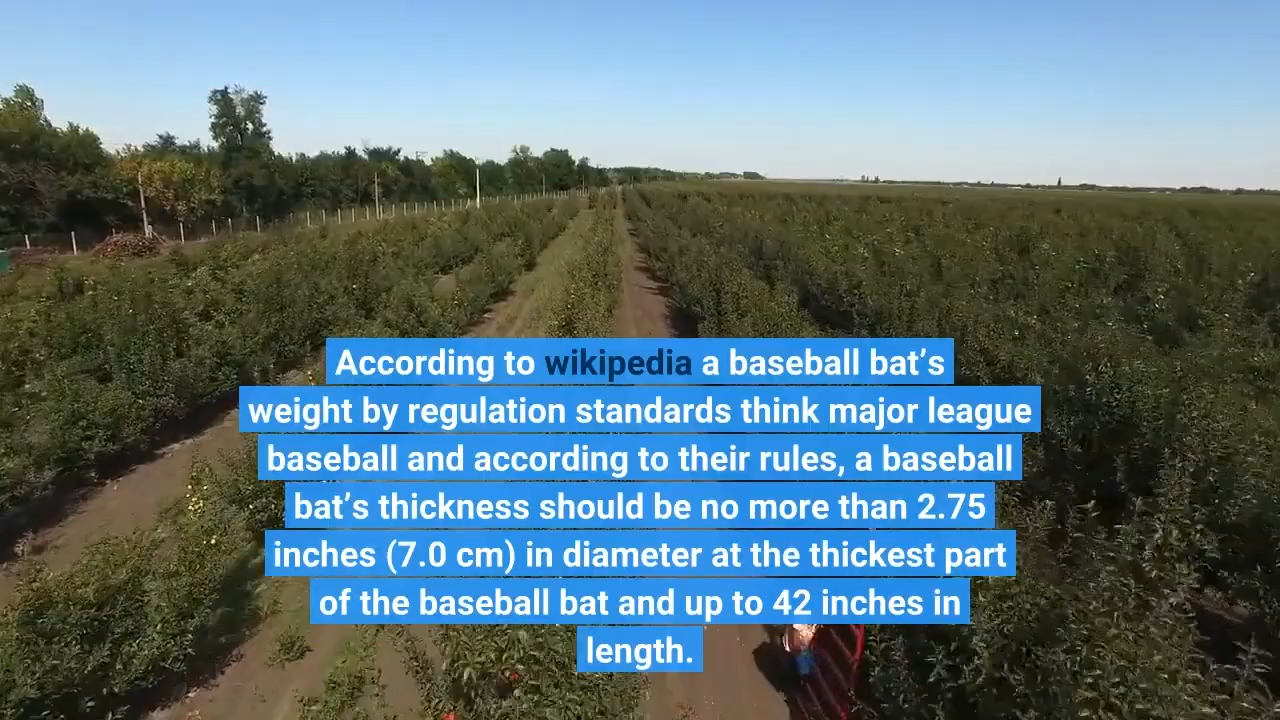 According to wikipedia a baseball bat’s
weight by regulation standards think major league
baseball and according to their rules, a baseball
bat’s thickness should be no more than 2.75
inches (7.0 cm) in diameter at the thickest part
of the baseball bat and up to 42 inches in
length.